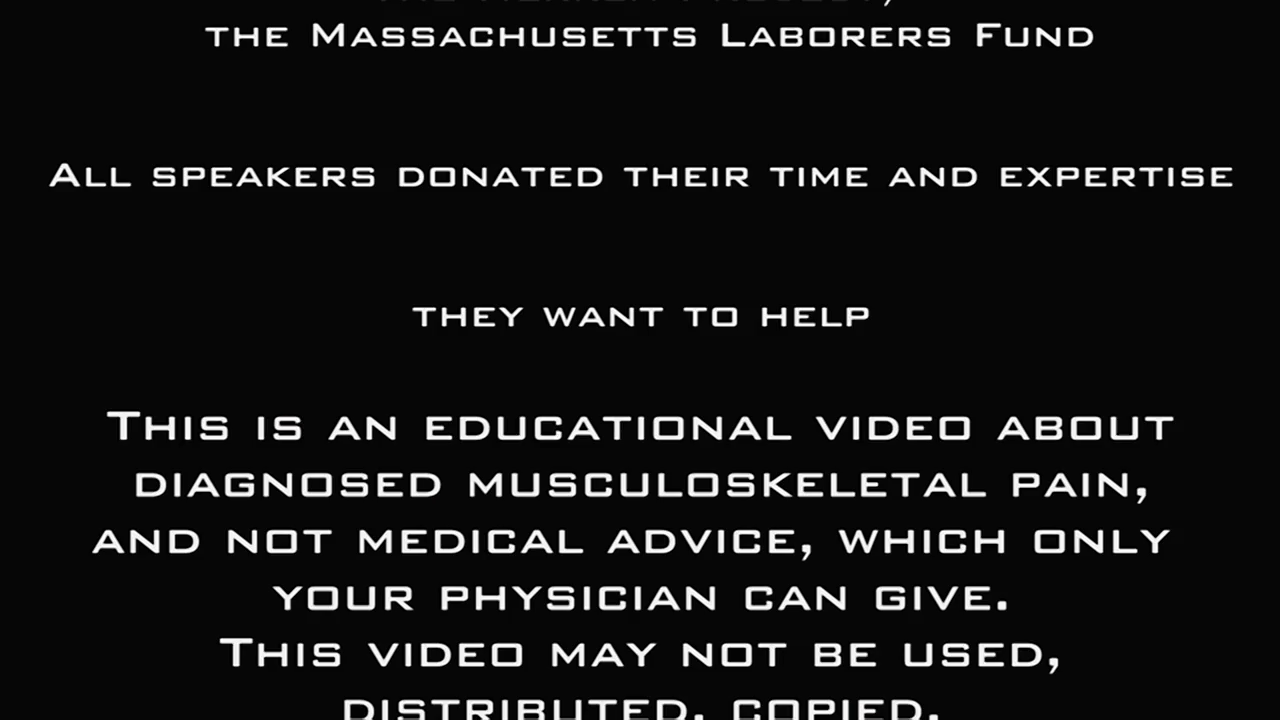 THE MASSACHUSETTS LABORERS FUND
ALL SPEAKERS DONATED THEIR TIME AND EXPERTISE
THEY WANT TO HELP
THIS IS AN EDUCATIONAL VIDEO ABOUT
DIAGNOSED MUSCULOSKELETAL PAIN,
AND NOT MEDICAL ADVICE, WHICH ONLY
YOUR PHYSICIAN CAN GIVE.
THIS VIDEO MAY NOT BE USED,
DISTRIBUTED, COPIED,